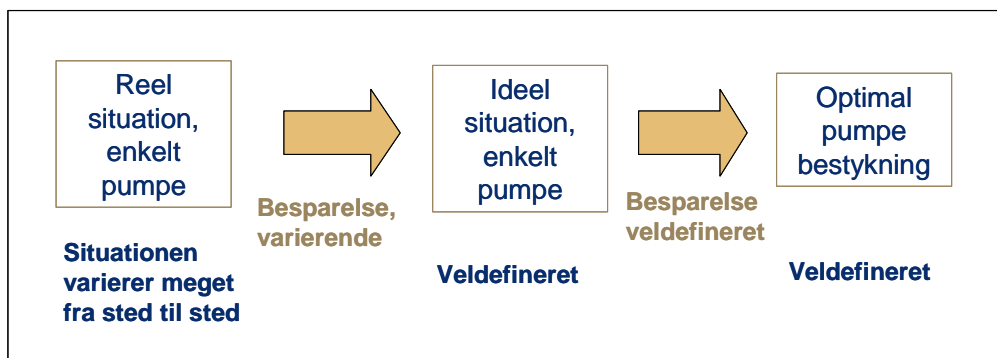 Reel
situation,
enkelt
pumpe
Besparelse,
varierende
Situationen
varierer meget
fra sted til sted
Ideel
situation,
enkelt
pumpe
Veldefineret
Besparelse
veldefineret
Optimal
pumpe
bestykning
Veldefineret